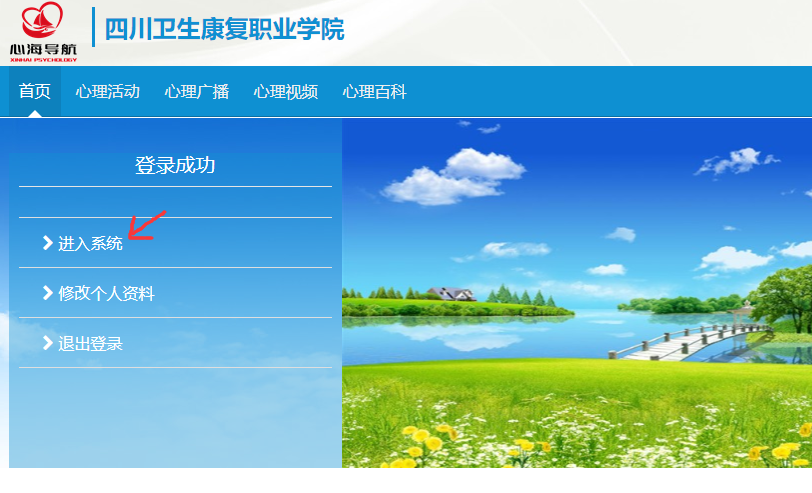 心海导航
XINHAI PSYCHOLOGY
四川卫生康复职业学院
首页 心理活动 心理广播 心理视频 心理百科
登录成功
进入系统
修改个人资料
退出登录